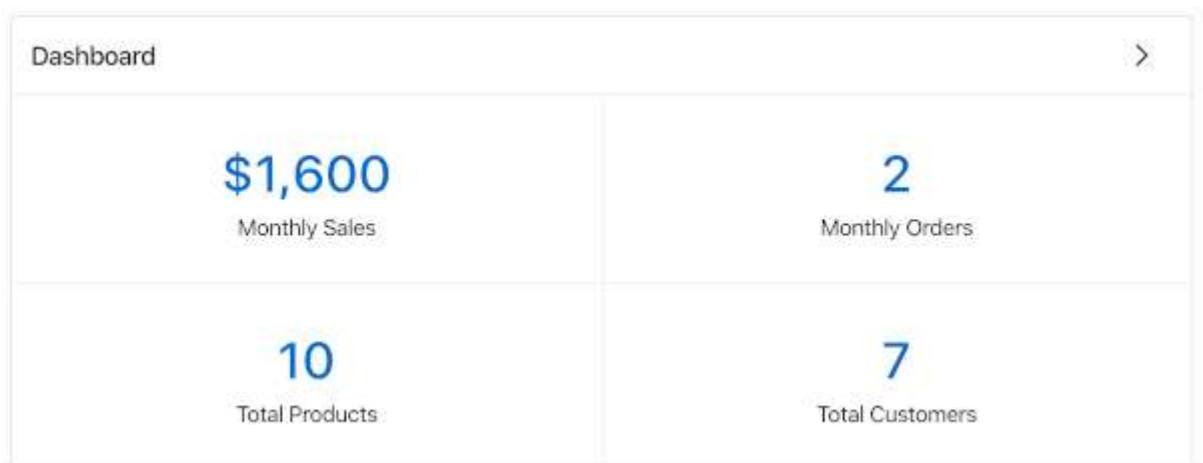 Dashboard
$1,600
2
Monthly Sales
Monthly Orders
10
7
Total Products
Total Customers